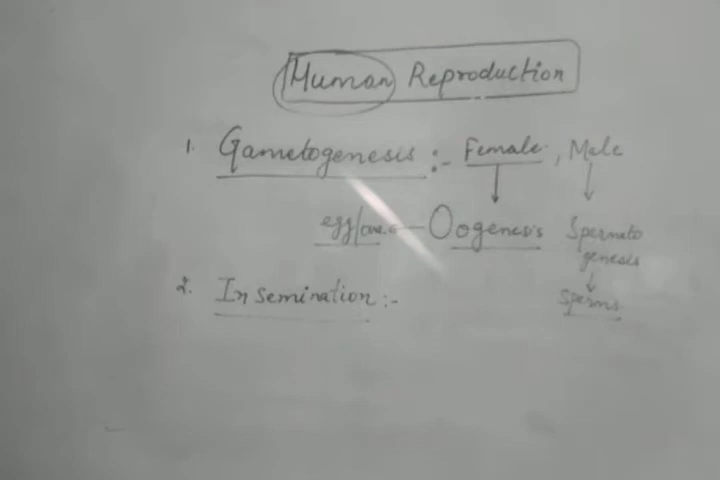 Human Reproduction
1. Gametogenesis :- Female, Male
egg/ova Oogenesis Spermato
genesis
2. Insemination :- Sperms